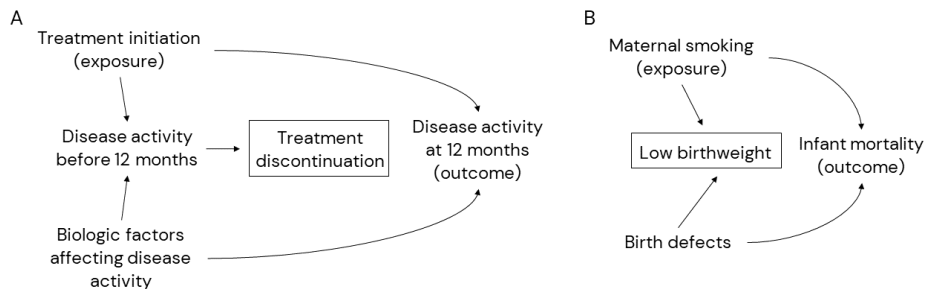 A
Treatment initiation
(exposure)
Disease activity
before 12 months
Treatment
discontinuation
Disease activity
at 12 months
(outcome)
Biologic factors
affecting disease
activity
B
Maternal smoking
(exposure)
Low birthweight
Infant mortality
(outcome)
Birth defects